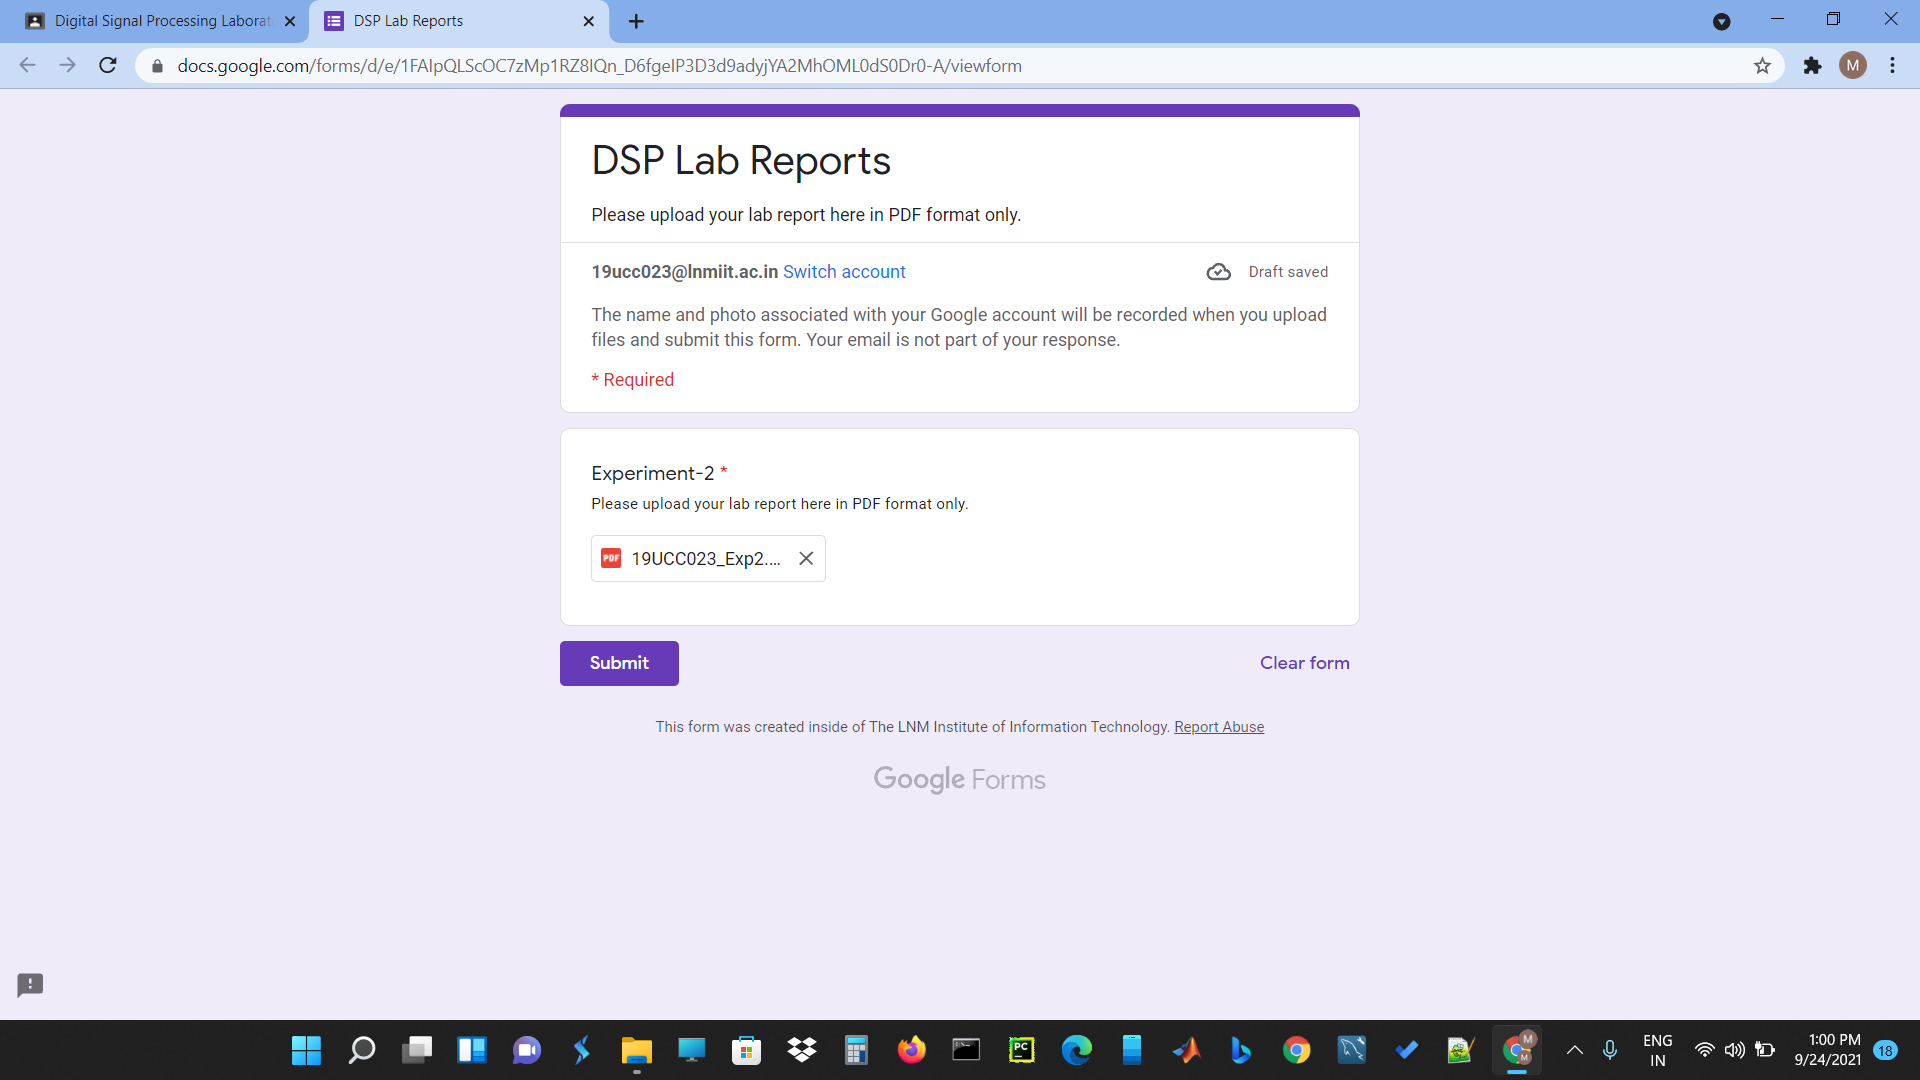 Digital Signal Processing Laborat
DSP Lab Reports
docs.google.com/forms/d/e/1FAIpQLScOC7zMp1RZ8IQn_D6fgeIP3D3d9adyjYA2MhOML0dS0Dr0-A/viewform
M
DSP Lab Reports
Please upload your lab report here in PDF format only.
19ucc023@lnmiit.ac.in Switch account
Draft saved
The name and photo associated with your Google account will be recorded when you upload
files and submit this form. Your email is not part of your response.
* Required
Experiment-2 *
Please upload your lab report here in PDF format only.
PDF
19UCC023_Exp2....
Submit
Clear form
This form was created inside of The LNM Institute of Information Technology. Report Abuse
Google Forms
PC
M
M
ENG
IN
1:00 PM
9/24/2021
18